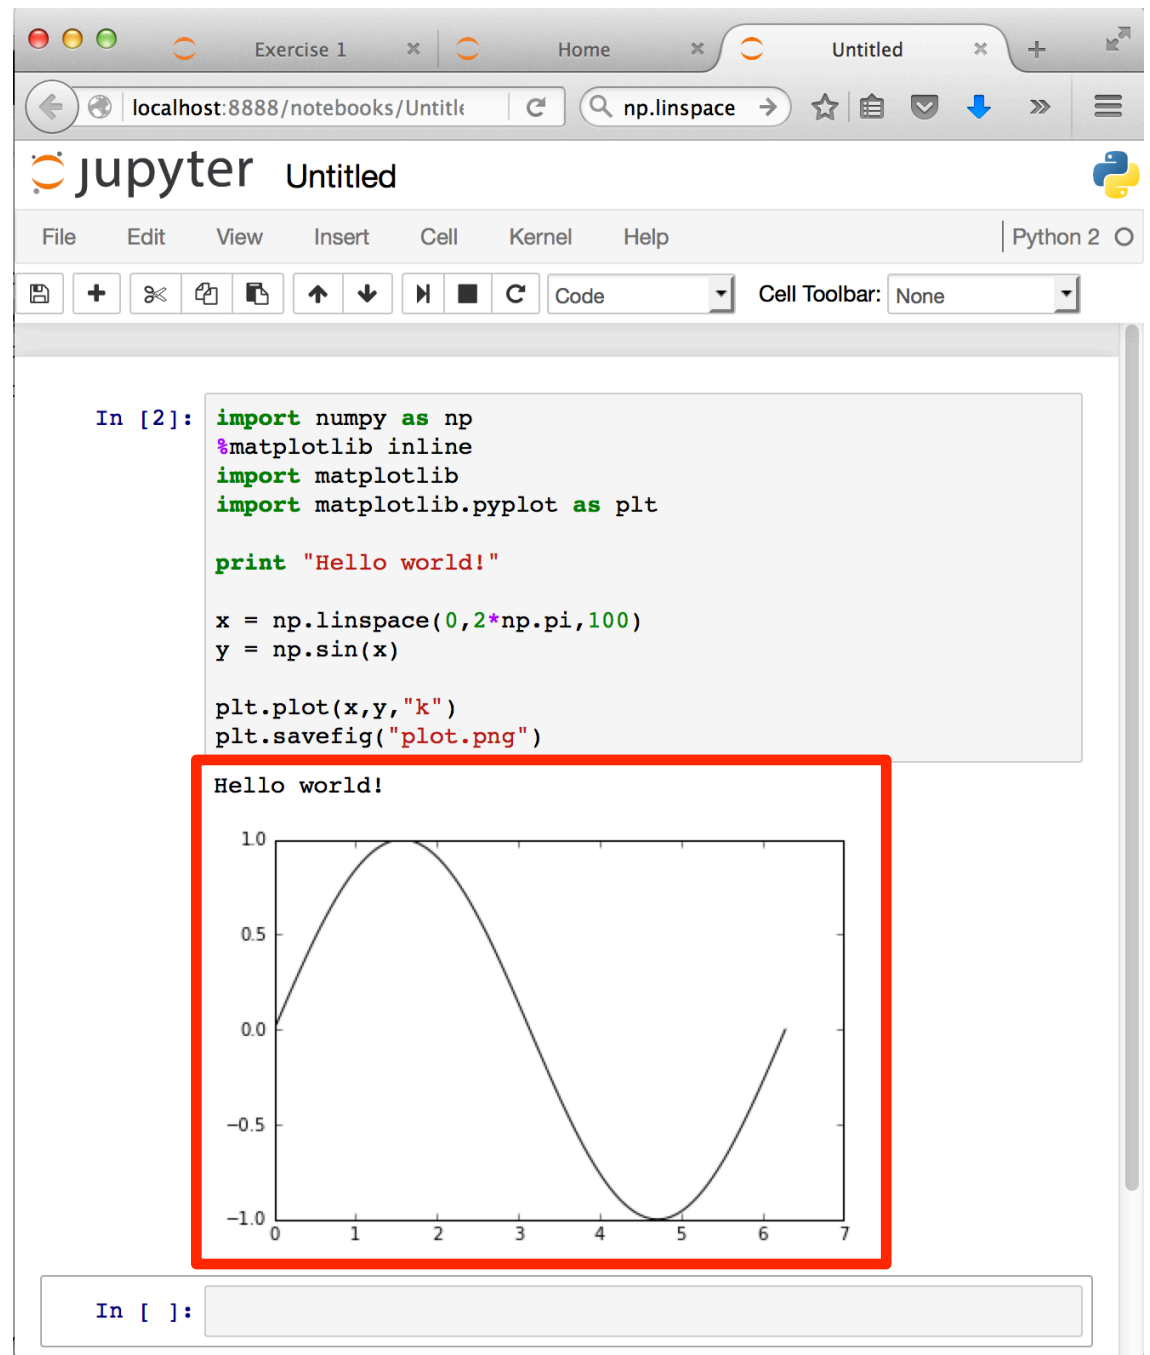 Exercise 1 × Home × Untitled × +
localhost:8888/notebooks/Untitle np.linspace
jupyter Untitled
File Edit View Insert Cell Kernel Help Python 2
Code Cell Toolbar: None
In [2]: import numpy as np
%matplotlib inline
import matplotlib
import matplotlib.pyplot as plt
print "Hello world!"
x = np.linspace(0,2*np.pi,100)
y = np.sin(x)
plt.plot(x,y,"k")
plt.savefig("plot.png")
Hello world!
1.0
0.5
0.0
−0.5
−1.0
0 1 2 3 4 5 6 7
In [ ]: